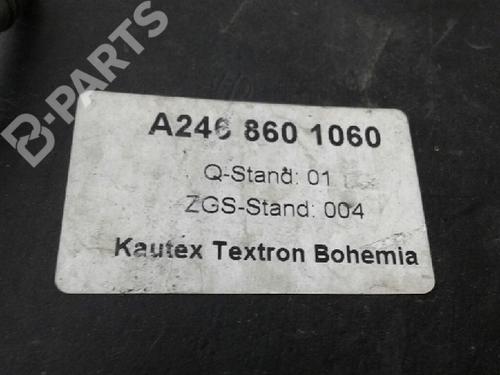 B-PARTS
A246 860 1060
Q-Stand: 01
ZGS-Stand: 004
Kautex Textron Bohemia